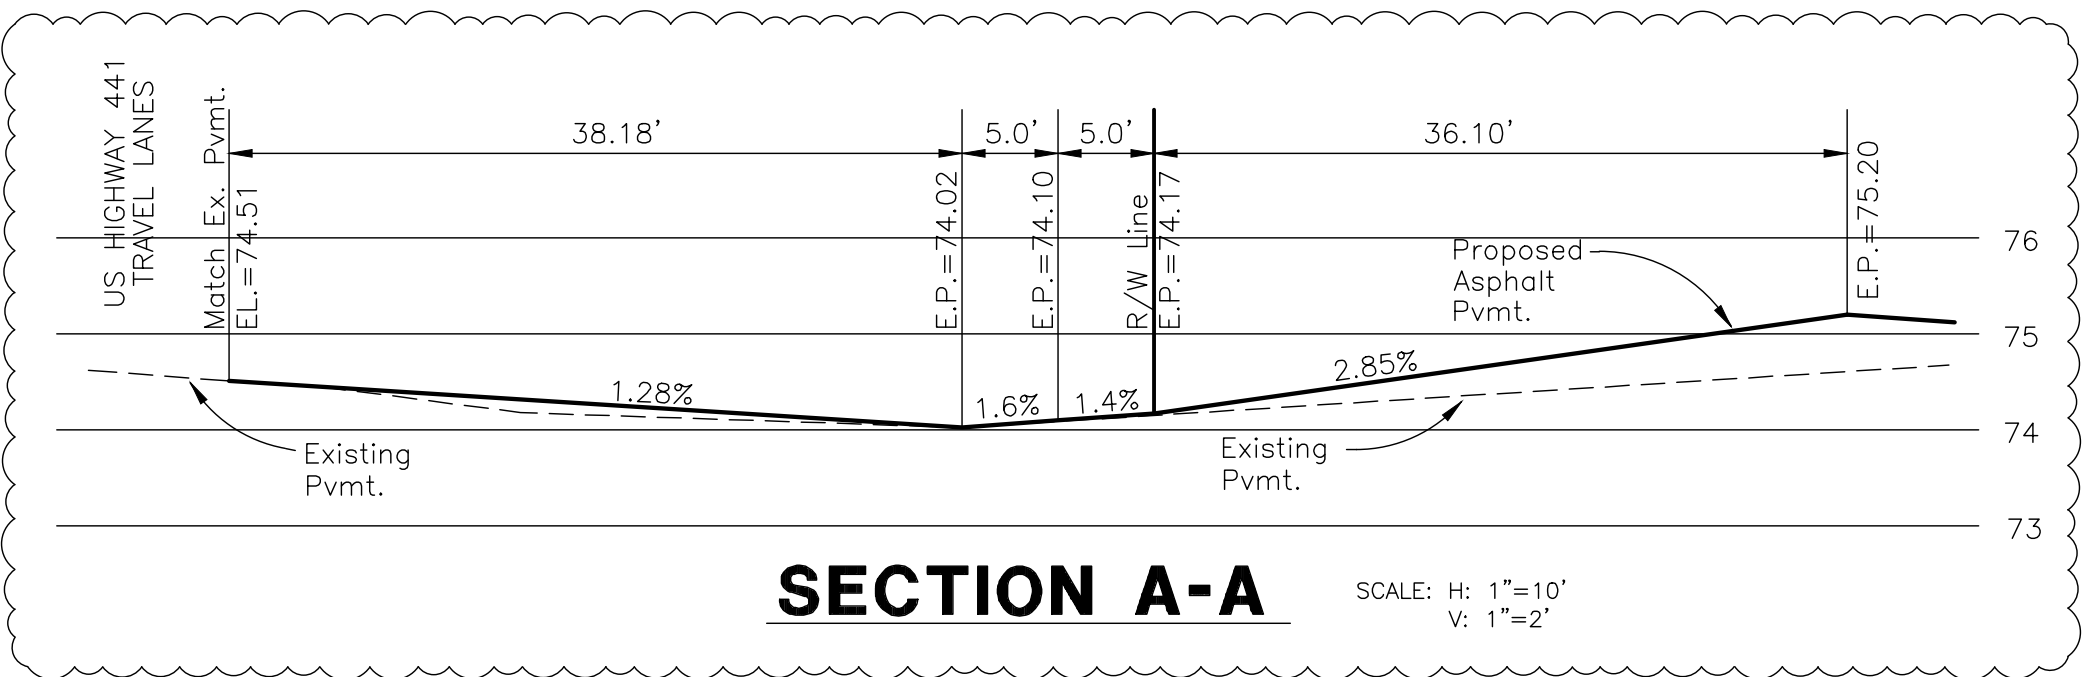 US HIGHWAY 441
TRAVEL LANES
Match Ex. Pvmt.
EL.=74.51
38.18’
5.0’
5.0’
36.10’
E.P.=74.02
E.P.=74.10
R/W Line
E.P.=74.17
E.P.=75.20
76
75
74
73
Proposed
Asphalt
Pvmt.
1.28%
1.6%
1.4%
2.85%
Existing
Pvmt.
Existing
Pvmt.
SECTION A-A
SCALE: H: 1”=10’
V: 1”=2’